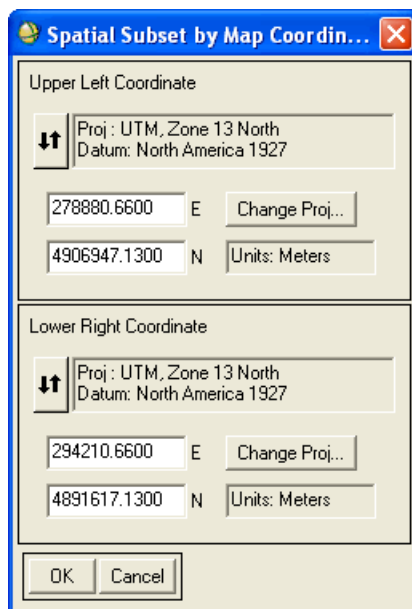 Spatial Subset by Map Coordin...
Upper Left Coordinate
Proj : UTM, Zone 13 North
Datum: North America 1927
278880.6600 E Change Proj...
4906947.1300 N Units: Meters
Lower Right Coordinate
Proj : UTM, Zone 13 North
Datum: North America 1927
294210.6600 E Change Proj...
4891617.1300 N Units: Meters
OK Cancel